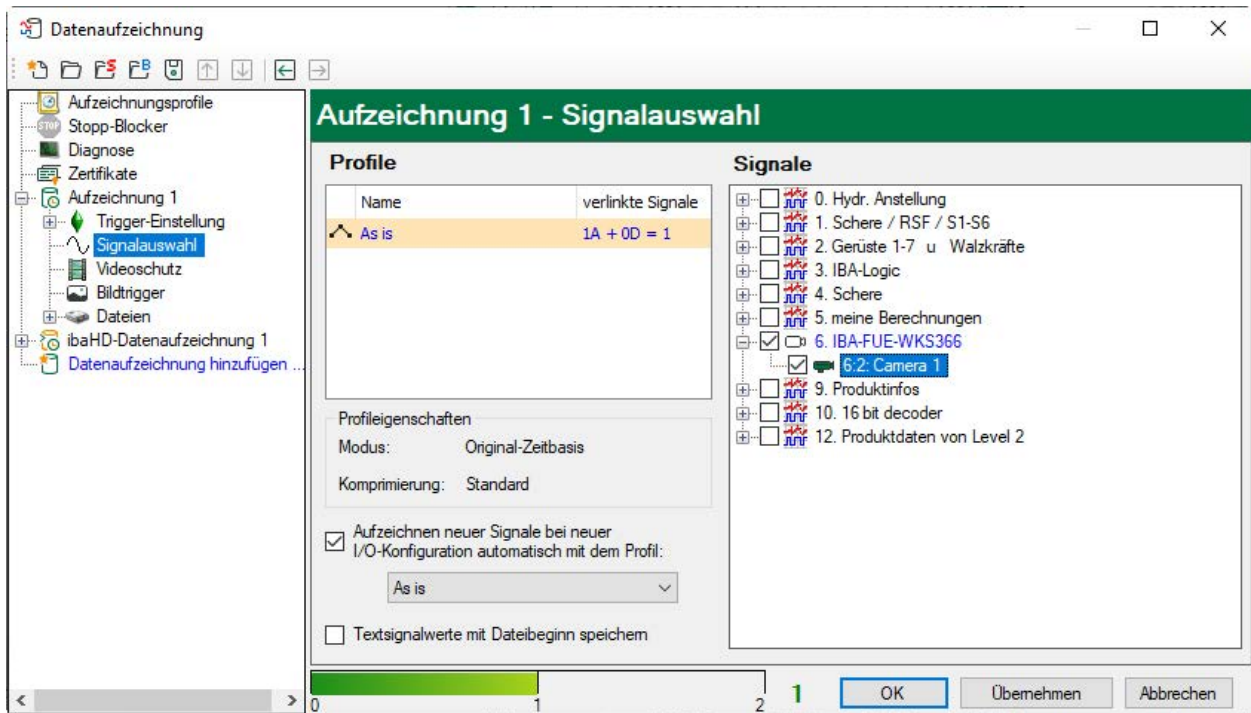 Datenaufzeichnung
Aufzeichnungsprofile
Stopp-Blocker
Diagnose
Zertifikate
Aufzeichnung 1
Trigger-Einstellung
Signalauswahl
Videoschutz
Bildtrigger
Dateien
ibaHD-Datenaufzeichnung 1
Datenaufzeichnung hinzufügen ...
Aufzeichnung 1 - Signalauswahl
Profile
Name verlinkte Signale
As is 1A + 0D = 1
Profileigenschaften
Modus: Original-Zeitbasis
Komprimierung: Standard
Aufzeichnen neuer Signale bei neuer
I/O-Konfiguration automatisch mit dem Profil:
As is
Textsignalwerte mit Dateibeginn speichern
Signale
0. Hydr. Anstellung
1. Schere / RSF / S1-S6
2. Gerüste 1-7 u Walzkräfte
3. IBA-Logic
4. Schere
5. meine Berechnungen
6. IBA-FUE-WKS366
6:2: Camera 1
9. Produktinfos
10. 16 bit decoder
12. Produktdaten von Level 2
0 1 2
1
OK Übernehmen Abbrechen